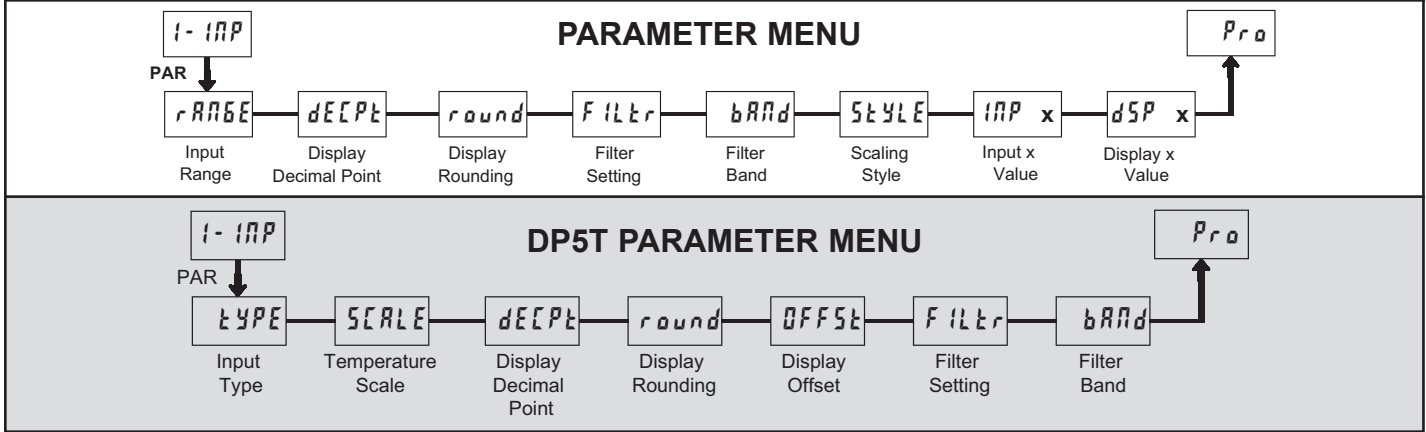 1-INP
PARAMETER MENU
Pro
PAR
rANGE dECPt round FILtr bANd StYLE INP x dSP x
Input Display Display Filter Filter Scaling Input x Display x
Range Decimal Point Rounding Setting Band Style Value Value
1-INP
DP5T PARAMETER MENU
Pro
PAR
tYPE SCALE dECPt round OFFSt FILtr bANd
Input Temperature Display Display Display Filter Filter
Type Scale Decimal Rounding Offset Setting Band
Point